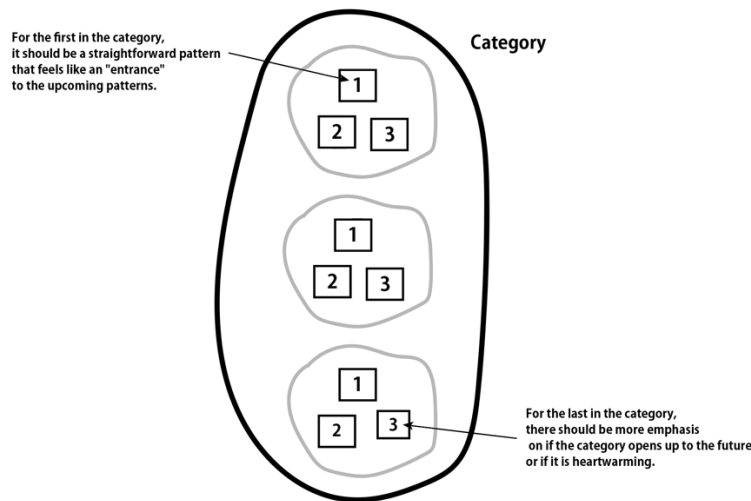 For the first in the category,
it should be a straightforward pattern
that feels like an "entrance"
to the upcoming patterns.
Category
1
2 3
1
2 3
1
2 3
For the last in the category,
there should be more emphasis
on if the category opens up to the future
or if it is heartwarming.